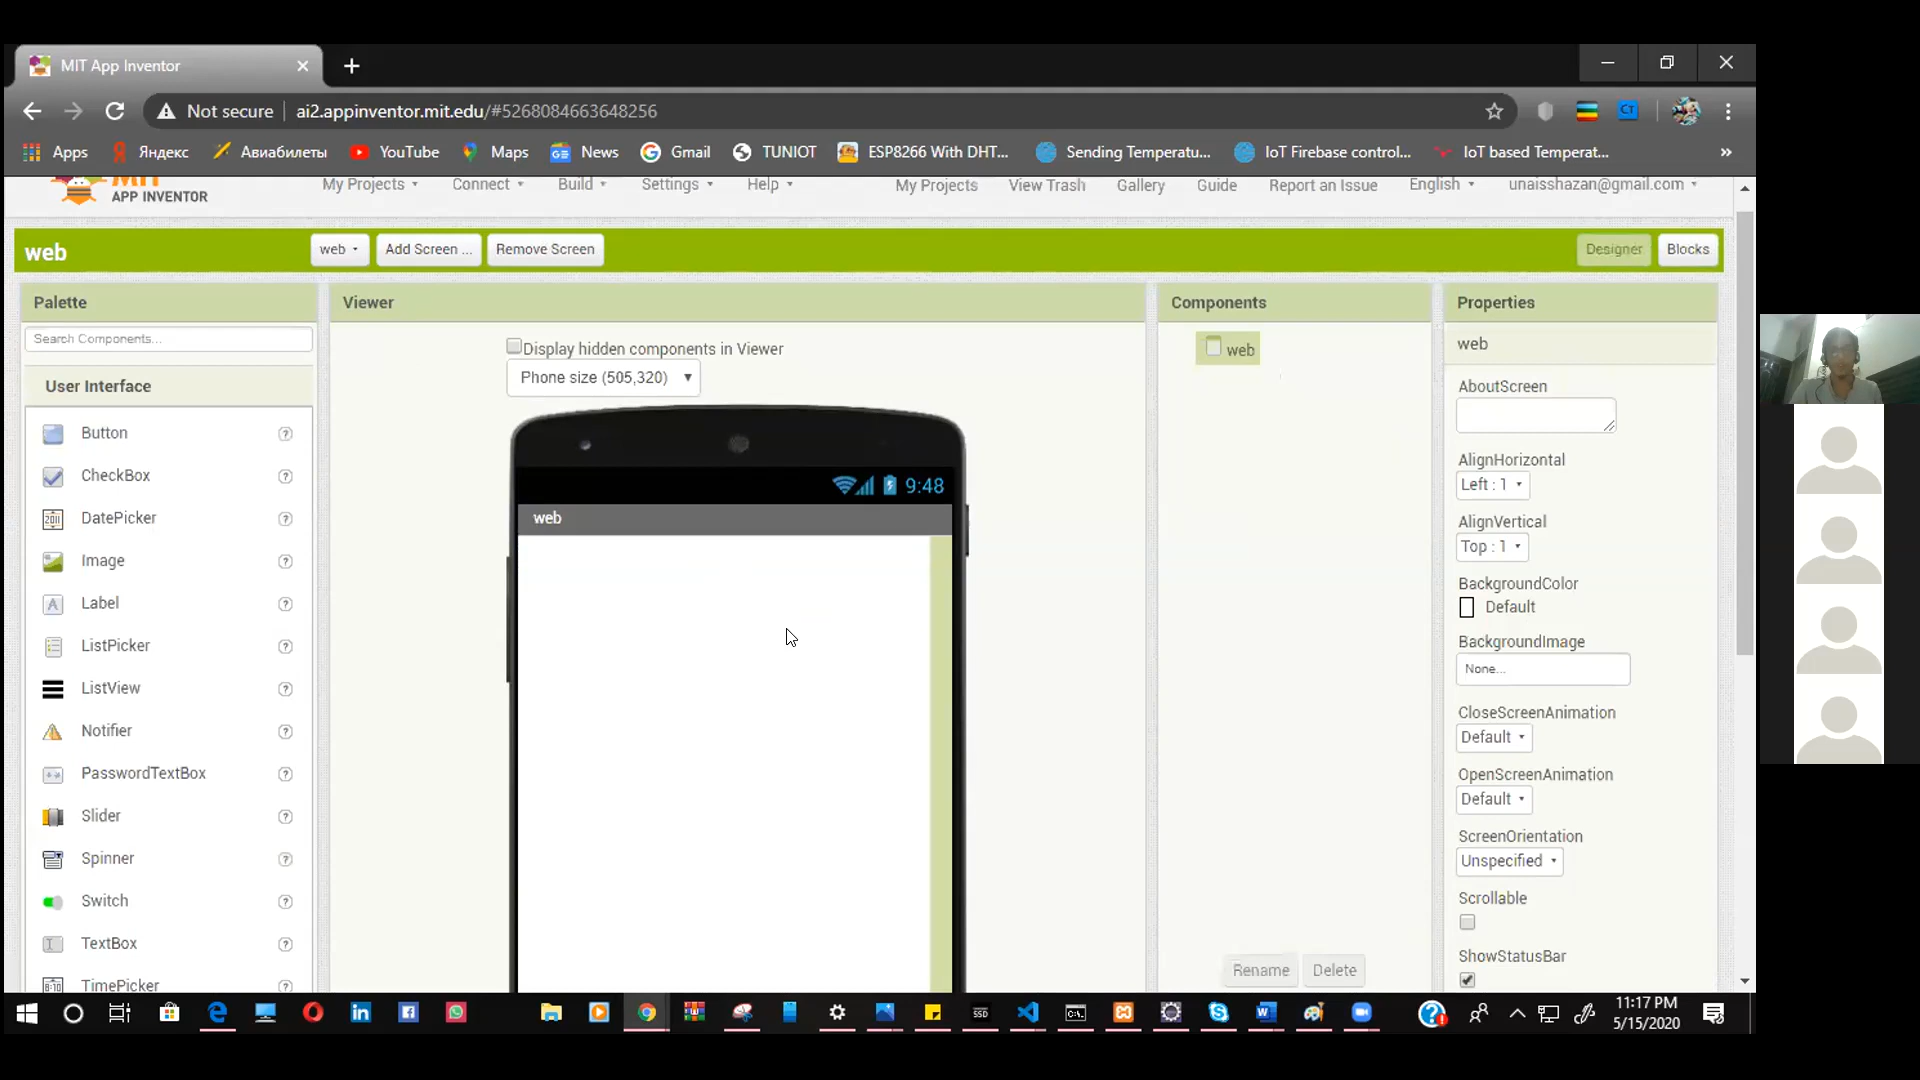 MIT App Inventor
Not secure ai2.appinventor.mit.edu/#5268084663648256
Apps Яндекс Авиабилеты YouTube Maps News Gmail TUNIOT ESP8266 With DHT... Sending Temperatu... IoT Firebase control... IoT based Temperat... »
MIT
APP INVENTOR
My Projects Connect Build Settings Help My Projects View Trash Gallery Guide Report an Issue English unaisshazan@gmail.com
web web Add Screen ... Remove Screen Designer Blocks
Palette
Search Components...
User Interface
Button ?
CheckBox ?
DatePicker ?
Image ?
Label ?
ListPicker ?
ListView ?
Notifier ?
PasswordTextBox ?
Slider ?
Spinner ?
Switch ?
TextBox ?
TimePicker ?
Viewer
Display hidden components in Viewer
Phone size (505,320)
9:48
web
Components
web
Rename Delete
Properties
web
AboutScreen
AlignHorizontal
Left : 1
AlignVertical
Top : 1
BackgroundColor
Default
BackgroundImage
None...
CloseScreenAnimation
Default
OpenScreenAnimation
Default
ScreenOrientation
Unspecified
Scrollable
ShowStatusBar
11:17 PM
5/15/2020